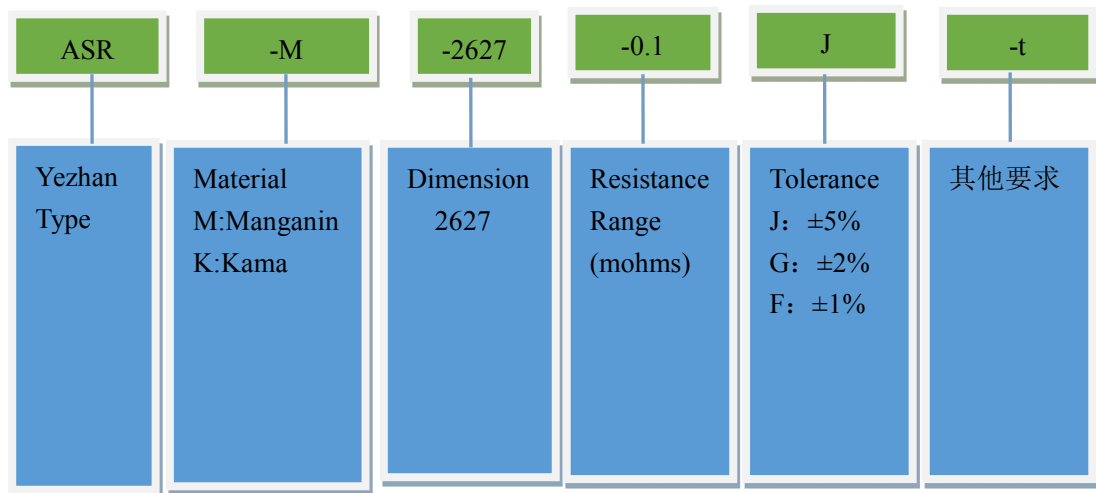 ASR
-M
-2627
-0.1
J
-t
Yezhan
Type
Material
M:Manganin
K:Kama
Dimension
2627
Resistance
Range
(mohms)
Tolerance
J：±5%
G：±2%
F：±1%
其他要求